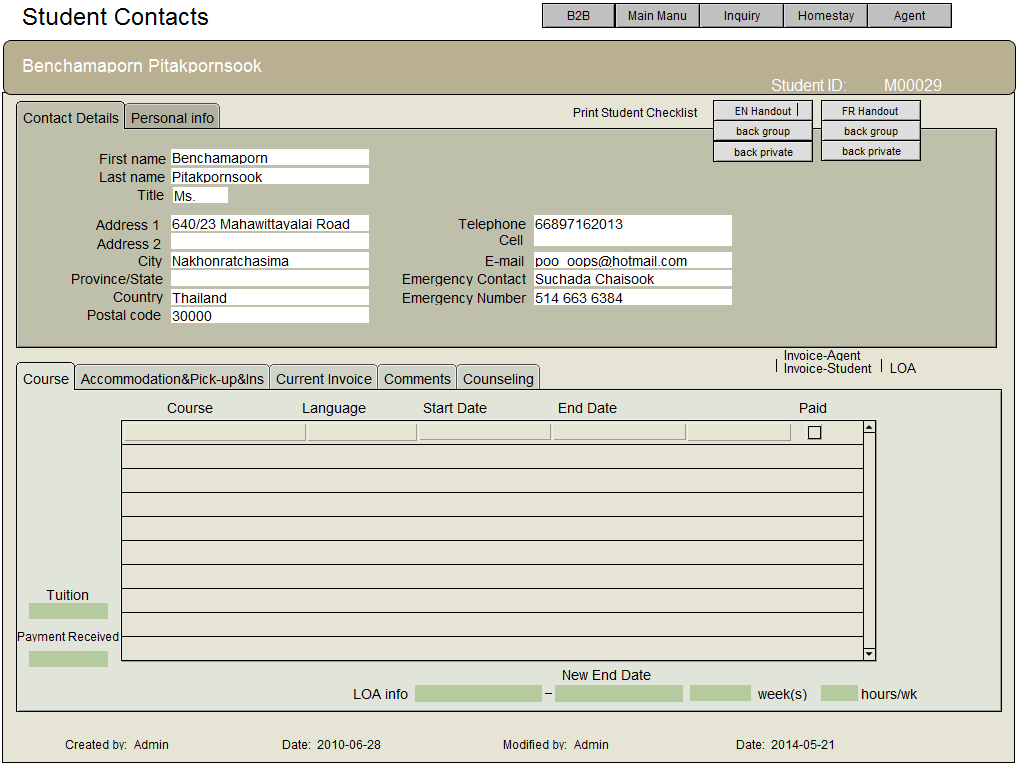 Student Contacts
B2B Main Manu Inquiry Homestay Agent
Benchamaporn Pitakpornsook
Student ID: M00029
Contact Details Personal info
Print Student Checklist EN Handout FR Handout
back group back group
back private back private
First name Benchamaporn
Last name Pitakpornsook
Title Ms.
Address 1 640/23 Mahawittayalai Road
Address 2
City Nakhonratchasima
Province/State
Country Thailand
Postal code 30000
Telephone 66897162013
Cell
E-mail poo_oops@hotmail.com
Emergency Contact Suchada Chaisook
Emergency Number 514 663 6384
Invoice-Agent
Invoice-Student LOA
Course Accommodation&Pick-up&Ins Current Invoice Comments Counseling
Course Language Start Date End Date Paid
Tuition
Payment Received
New End Date
LOA info – week(s) hours/wk
Created by: Admin Date: 2010-06-28 Modified by: Admin Date: 2014-05-21